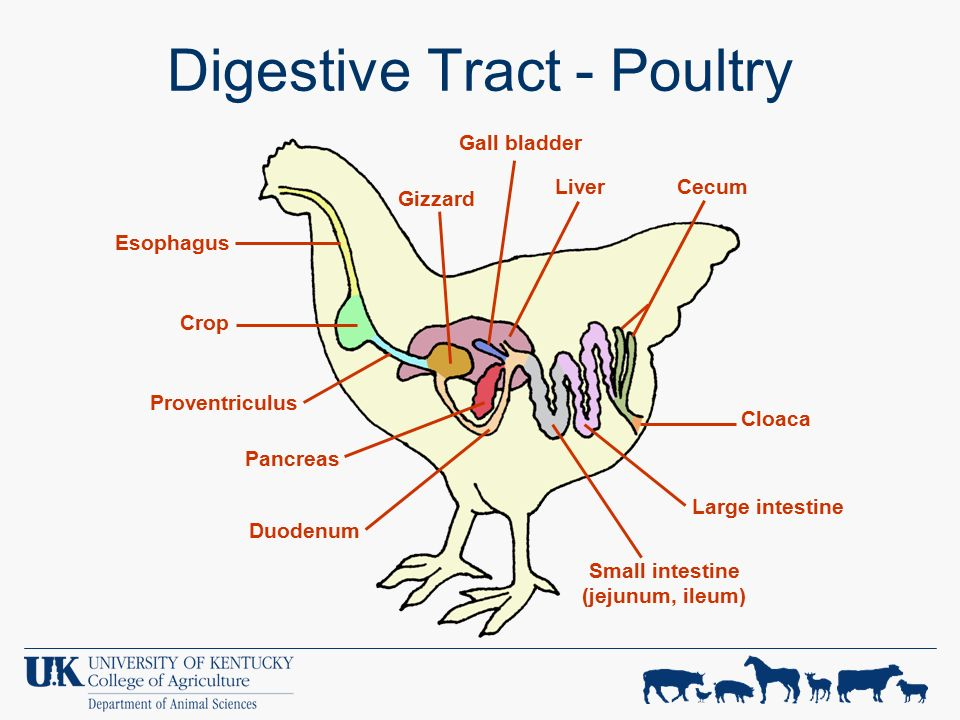 Digestive Tract - Poultry
Gall bladder
Liver
Cecum
Gizzard
Esophagus
Crop
Proventriculus
Cloaca
Pancreas
Large intestine
Duodenum
Small intestine
(jejunum, ileum)
UK UNIVERSITY OF KENTUCKY
College of Agriculture
Department of Animal Sciences